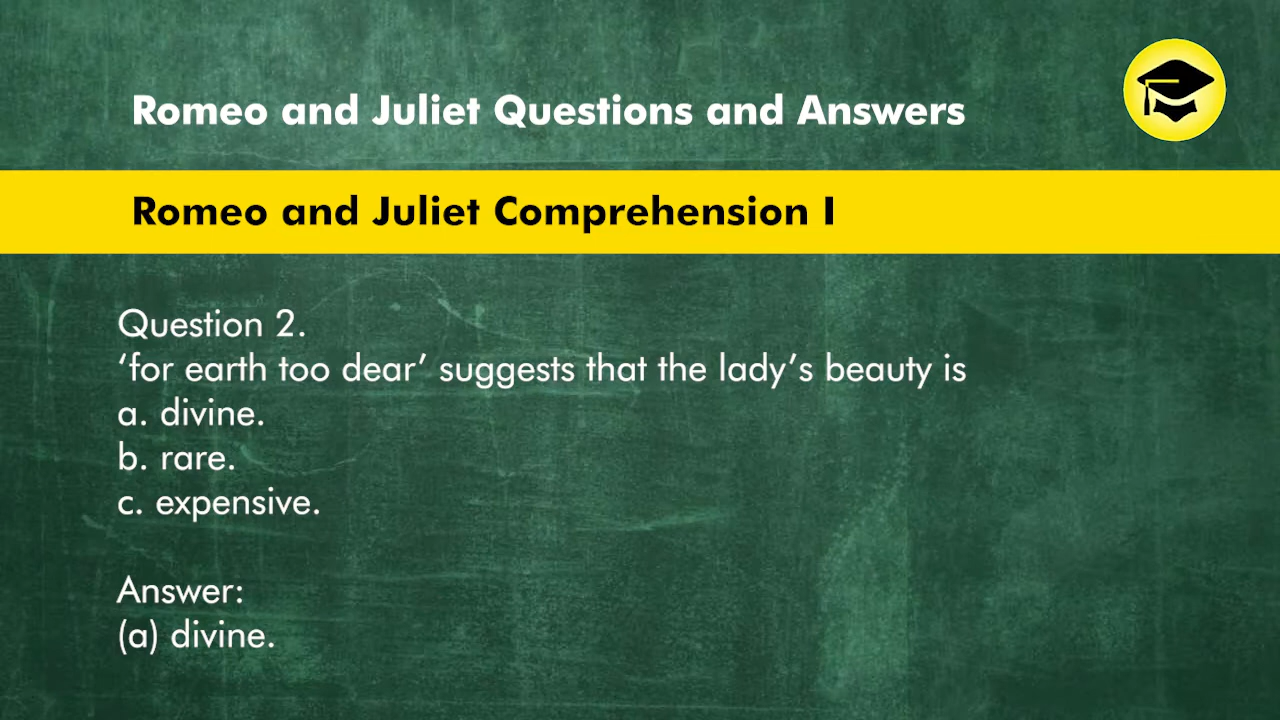 Romeo and Juliet Questions and Answers
Romeo and Juliet Comprehension I
Question 2.
‘for earth too dear’ suggests that the lady’s beauty is
a. divine.
b. rare.
c. expensive.
Answer:
(a) divine.